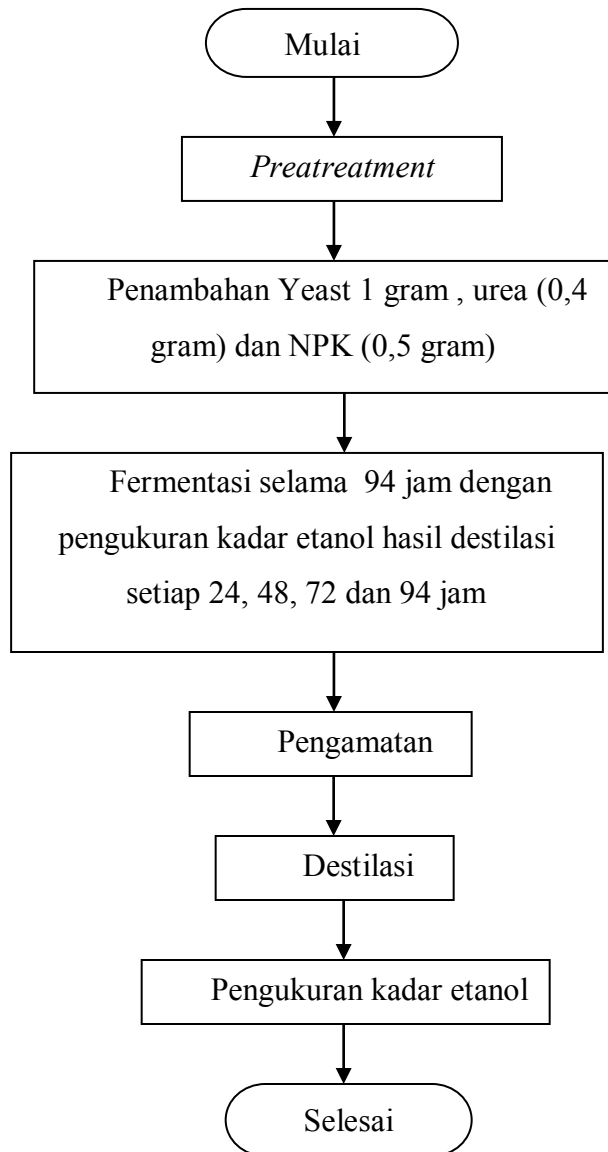 Mulai
Preatreatment
Penambahan Yeast 1 gram , urea (0,4
gram) dan NPK (0,5 gram)
Fermentasi selama 94 jam dengan
pengukuran kadar etanol hasil destilasi
setiap 24, 48, 72 dan 94 jam
Pengamatan
Destilasi
Pengukuran kadar etanol
Selesai